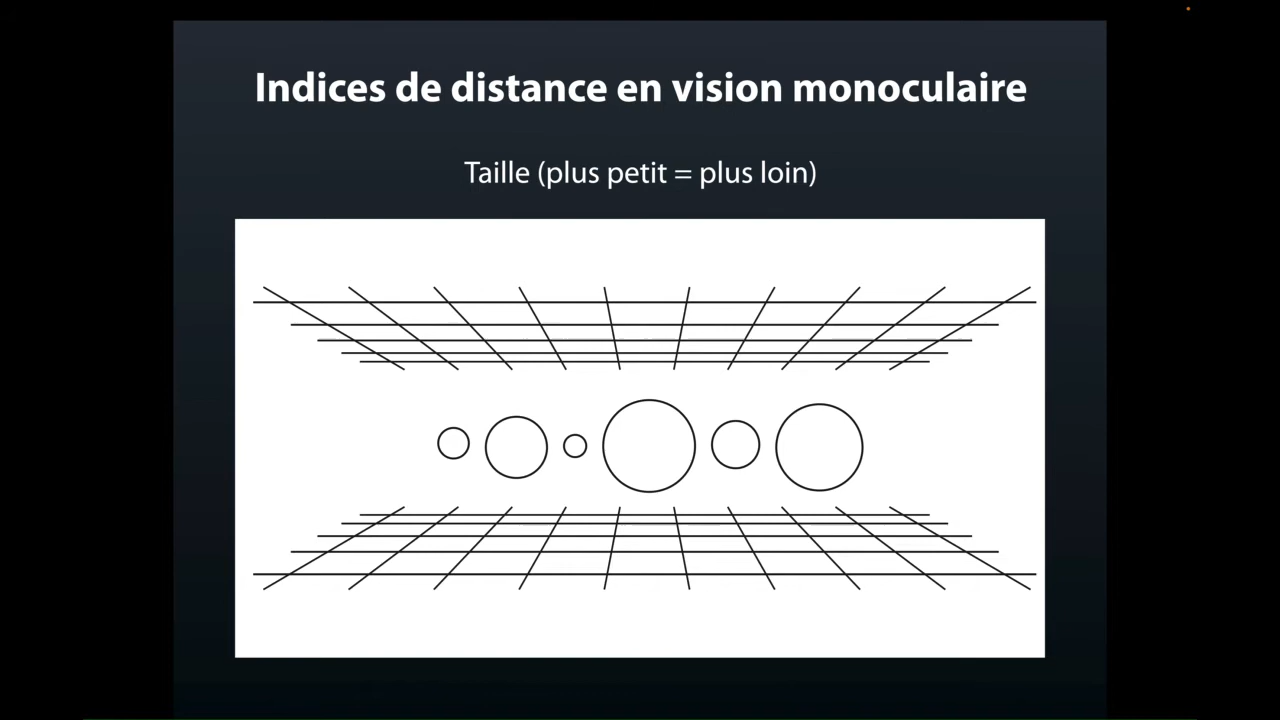 Indices de distance en vision monoculaire
Taille (plus petit = plus loin)